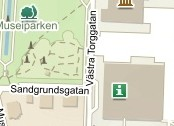 Museiparken
Västra Torggatan
Sandgrundsgatan
i